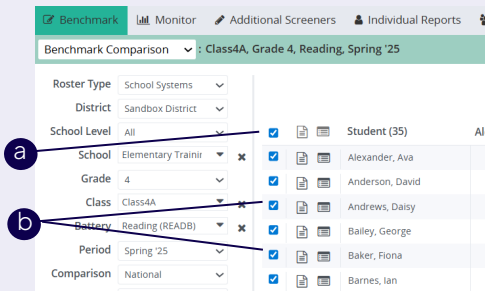 Benchmark Monitor Additional Screeners Individual Reports
Benchmark Comparison : Class4A, Grade 4, Reading, Spring '25
Roster Type School Systems
District Sandbox District
School Level All Student (35)
a
School Elementary Trainin Alexander, Ava
Grade 4 Anderson, David
Class Class4A Andrews, Daisy
b
Battery Reading (READB) Bailey, George
Period Spring '25 Baker, Fiona
Comparison National Barnes, Ian